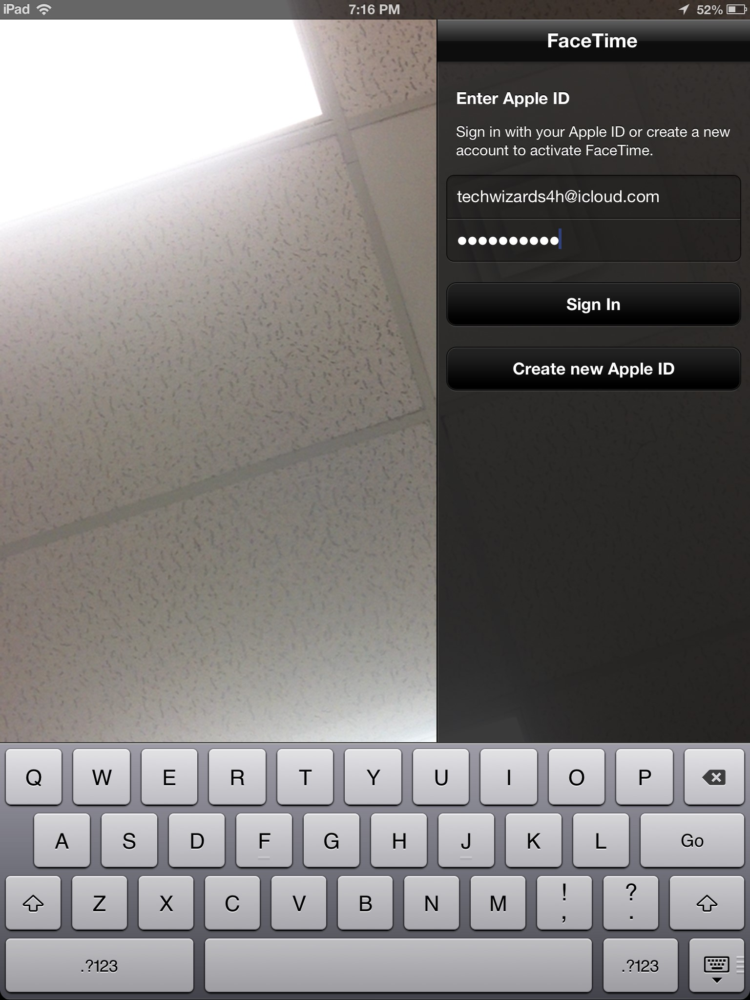 iPad 7:16 PM 52%
FaceTime
Enter Apple ID
Sign in with your Apple ID or create a new
account to activate FaceTime.
techwizards4h@icloud.com
••••••••••
Sign In
Create new Apple ID
Q W E R T Y U I O P
A S D F G H J K L Go
Z X C V B N M ! , ? .
.?123 .?123